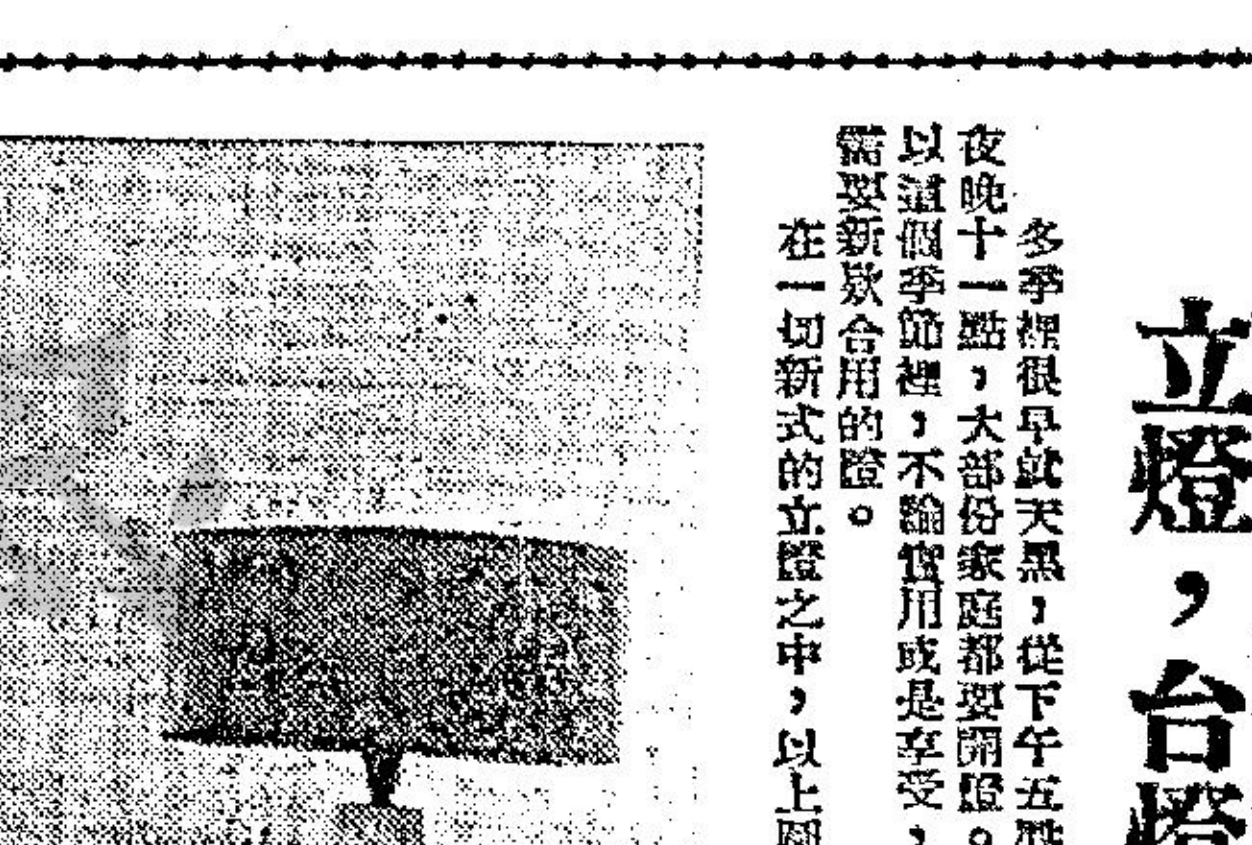 立燈，台燈
冬季裡很早就天黑，從下午五點
夜晚十一點，大部份家庭都要開燈。
以這個季節裡，不論實用或是享受，
需要新款合用的燈。
在一切新式的立燈之中，以上圖